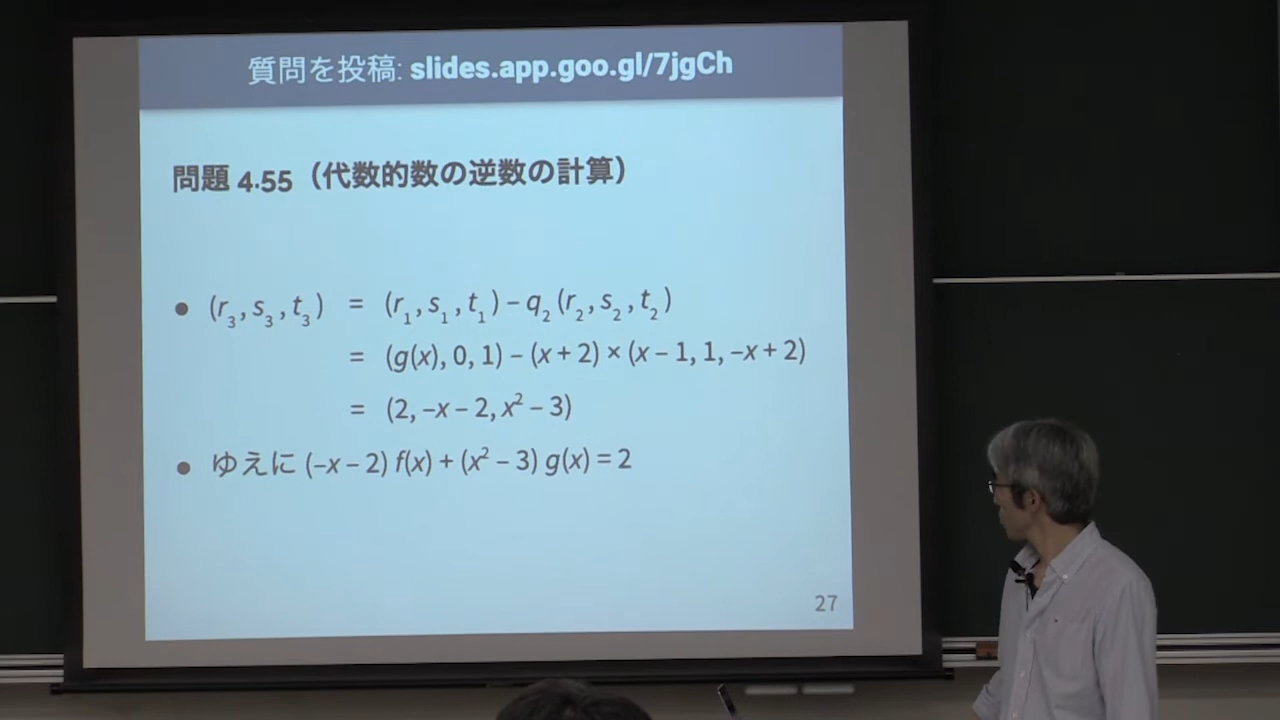 質問を投稿: slides.app.goo.gl/7jgCh
問題 4.55（代数的数の逆数の計算）
● (r₃, s₃, t₃) = (r₁, s₁, t₁) – q₂ (r₂, s₂, t₂)
= (g(x), 0, 1) – (x + 2) × (x – 1, 1, –x + 2)
= (2, –x – 2, x² – 3)
● ゆえに (–x – 2) f(x) + (x² – 3) g(x) = 2
27